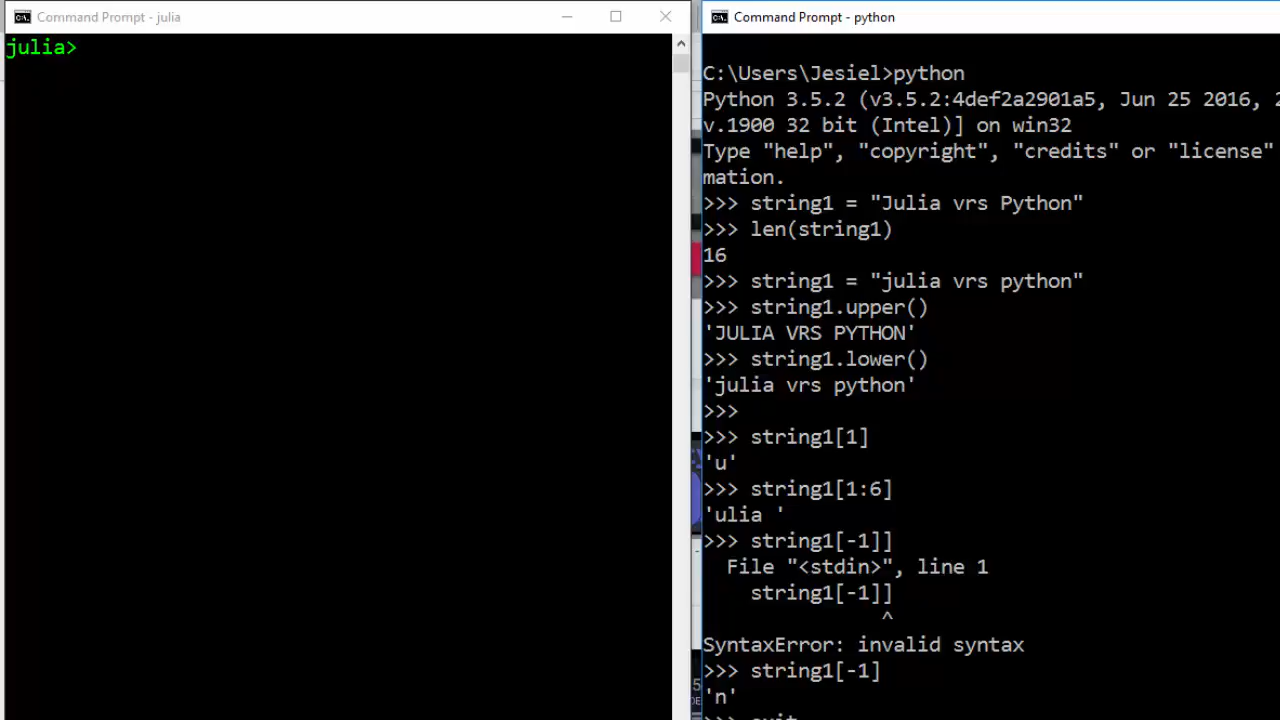 Command Prompt - julia
julia>
Command Prompt - python
C:\Users\Jesiel>python
Python 3.5.2 (v3.5.2:4def2a2901a5, Jun 25 2016,
v.1900 32 bit (Intel)] on win32
Type "help", "copyright", "credits" or "license"
mation.
>>> string1 = "Julia vrs Python"
>>> len(string1)
16
>>> string1 = "julia vrs python"
>>> string1.upper()
'JULIA VRS PYTHON'
>>> string1.lower()
'julia vrs python'
>>>
>>> string1[1]
'u'
>>> string1[1:6]
'ulia '
>>> string1[-1]]
  File "<stdin>", line 1
    string1[-1]]
               ^
SyntaxError: invalid syntax
>>> string1[-1]
'n'
>>>